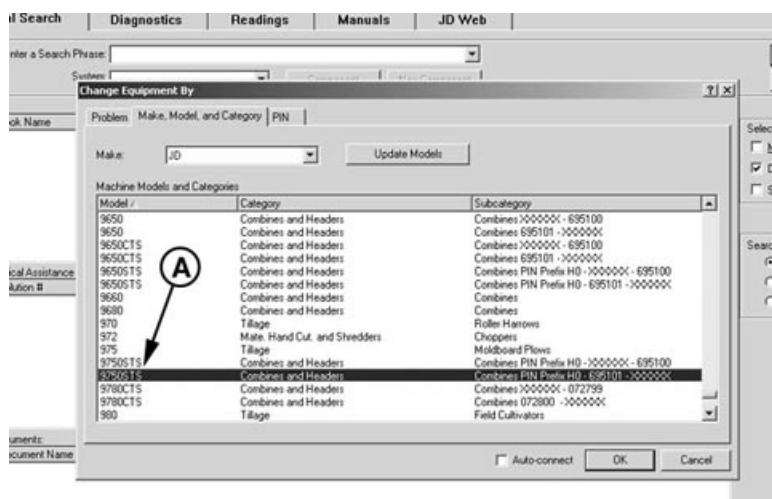 l Search Diagnostics Readings Manuals JD Web
nter a Search Phrase:
System:
Change Equipment By
ok Name
Problem Make, Model, and Category PIN
Selec
Make: JD Update Models
Machine Models and Categories
Model / Category Subcategory
9650 Combines and Headers Combines XXXXXX - 695100
9650 Combines and Headers Combines 695101 - XXXXXX
9650CTS Combines and Headers Combines XXXXXX - 695100
9650CTS Combines and Headers Combines 695101 - XXXXXX
9650STS Combines and Headers Combines PIN Prefix H0 - XXXXXX - 695100
9650STS Combines and Headers Combines PIN Prefix H0 - 695101 - XXXXXX
9660 Combines and Headers Combines
9680 Combines and Headers Combines
970 Tillage Roller Harrows
972 Mate. Hand Cut. and Shredders Choppers
975 Tillage Moldboard Plows
9750STS Combines and Headers Combines PIN Prefix H0 - XXXXXX - 695100
9750STS Combines and Headers Combines PIN Prefix H0 - 695101 - XXXXXX
9780CTS Combines and Headers Combines XXXXXX - 072799
9780CTS Combines and Headers Combines 072800 - XXXXXX
980 Tillage Field Cultivators
A
Searc
ical Assistance
olution #
uments:
ocument Name
Auto-connect OK Cancel